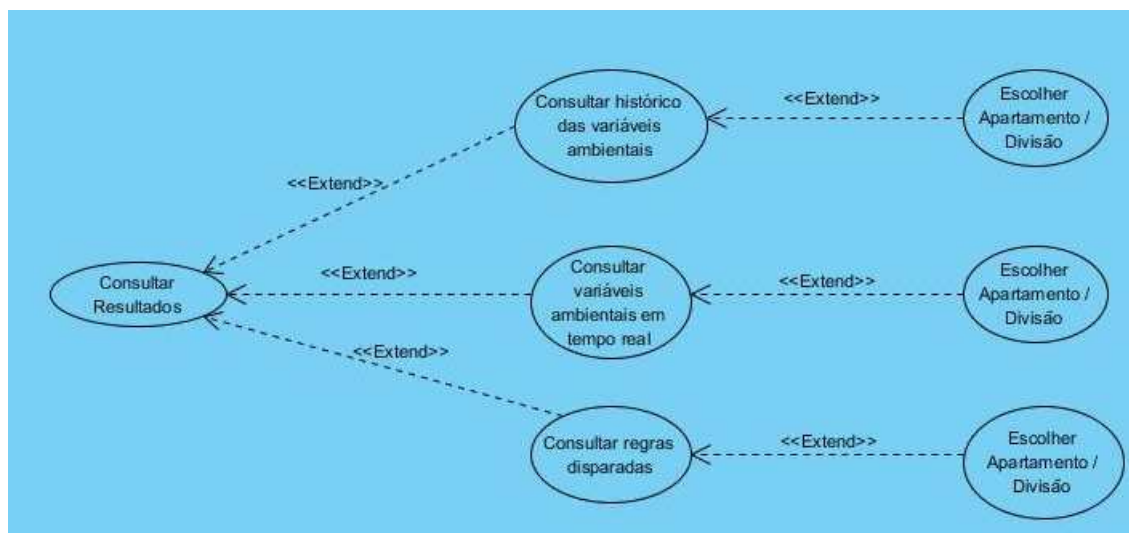 Consultar histórico
das variáveis
ambientais
<<Extend>>
Escolher
Apartamento /
Divisão
<<Extend>>
Consultar
Resultados
<<Extend>>
Consultar
variáveis
ambientais em
tempo real
<<Extend>>
Escolher
Apartamento /
Divisão
<<Extend>>
Consultar regras
disparadas
<<Extend>>
Escolher
Apartamento /
Divisão